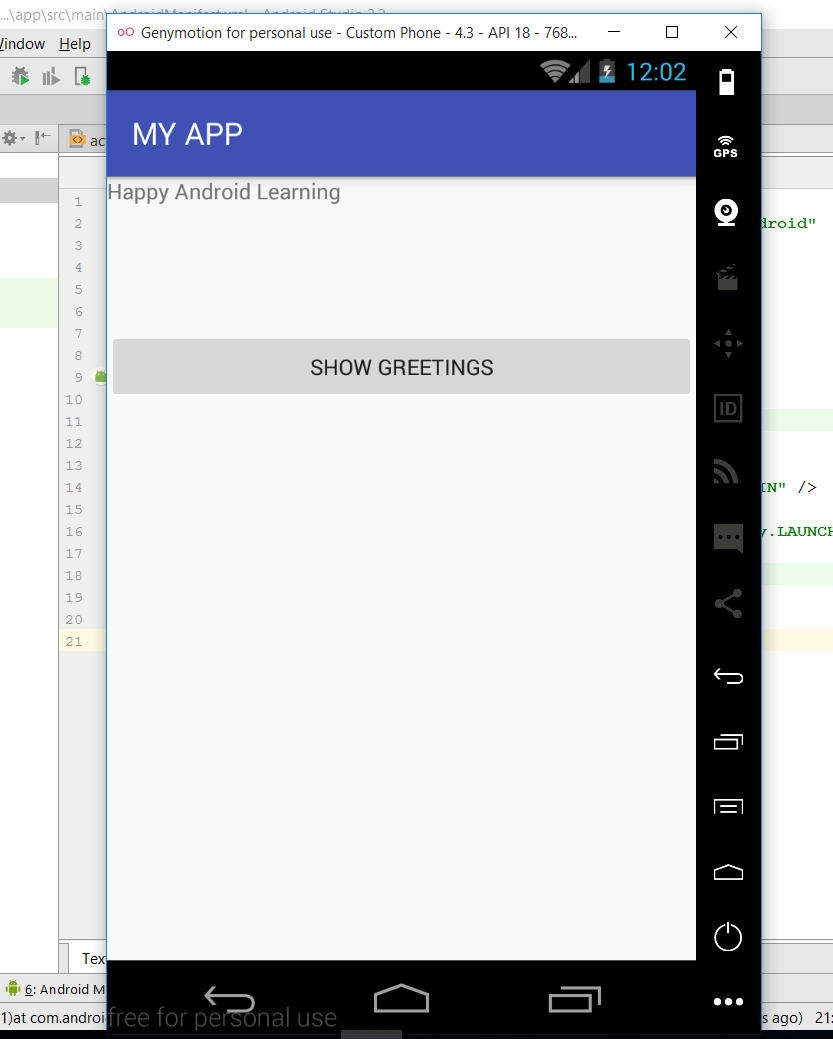 ...\app\src\main\AndroidManifest.xml - Android Studio 2.2
Genymotion for personal use - Custom Phone - 4.3 - API 18 - 768...
Window Help
12:02
MY APP
GPS
ac
Happy Android Learning
1
2
droid"
3
4
5
6
7
8
SHOW GREETINGS
9
10
ID
11
12
13
14
IN" />
15
16
y.LAUNCH
17
18
19
20
21
Tex
6: Android M
1)at com.androi
free for personal use
s ago)
21: